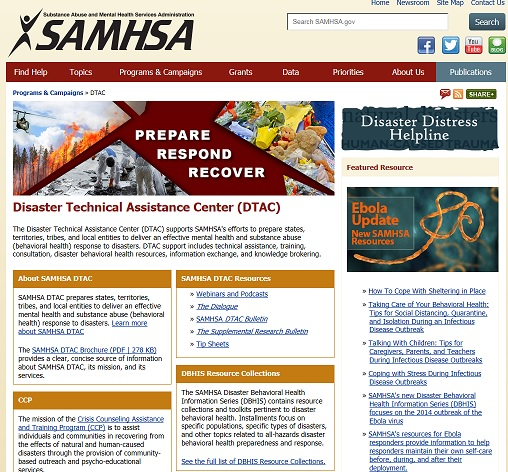 Home Newsroom Site Map Contact Us
Substance Abuse and Mental Health Services Administration
SAMHSA
Search SAMHSA.gov
Search
You Tube
Blog
Find Help Topics Programs & Campaigns Grants Data Priorities About Us Publications
Programs & Campaigns » DTAC
SHARE+
PREPARE
RESPOND
RECOVER
Disaster Technical Assistance Center (DTAC)
The Disaster Technical Assistance Center (DTAC) supports SAMHSA's efforts to prepare states,
territories, tribes, and local entities to deliver an effective mental health and substance abuse
(behavioral health) response to disasters. DTAC support includes technical assistance, training,
consultation, disaster behavioral health resources, information exchange, and knowledge brokering.
About SAMHSA DTAC
SAMHSA DTAC prepares states, territories,
tribes, and local entities to deliver an effective
mental health and substance abuse (behavioral
health) response to disasters. Learn more
about SAMHSA DTAC
The SAMHSA DTAC Brochure (PDF | 278 KB)
provides a clear, concise source of information
about SAMHSA DTAC, its mission, and its
services.
CCP
The mission of the Crisis Counseling Assistance
and Training Program (CCP) is to assist
individuals and communities in recovering from
the effects of natural and human-caused
disasters through the provision of community-
based outreach and psycho-educational
services.
SAMHSA DTAC Resources
» Webinars and Podcasts
» The Dialogue
» SAMHSA DTAC Bulletin
» The Supplemental Research Bulletin
» Tip Sheets
DBHIS Resource Collections
The SAMHSA Disaster Behavioral Health
Information Series (DBHIS) contains resource
collections and toolkits pertinent to disaster
behavioral health. Installments focus on
specific populations, specific types of disasters,
and other topics related to all-hazards disaster
behavioral health preparedness and response.
See the full list of DBHIS Resource Collections.
natural disasters
Disaster Distress
Helpline
HUMAN-CAUSED TRAUMA
Featured Resource
Ebola
Update
New SAMHSA
Resources
» How To Cope With Sheltering in Place
» Taking Care of Your Behavioral Health:
Tips for Social Distancing, Quarantine,
and Isolation During an Infectious
Disease Outbreak
» Talking With Children: Tips for
Caregivers, Parents, and Teachers
During Infectious Disease Outbreaks
» Coping with Stress During Infectious
Disease Outbreaks
» SAMHSA's new Disaster Behavioral
Health Information Series (DBHIS)
focuses on the 2014 outbreak of the
Ebola virus
» SAMHSA's resources for Ebola
responders provide information to help
responders maintain their own self-care
before, during, and after their
deployment.